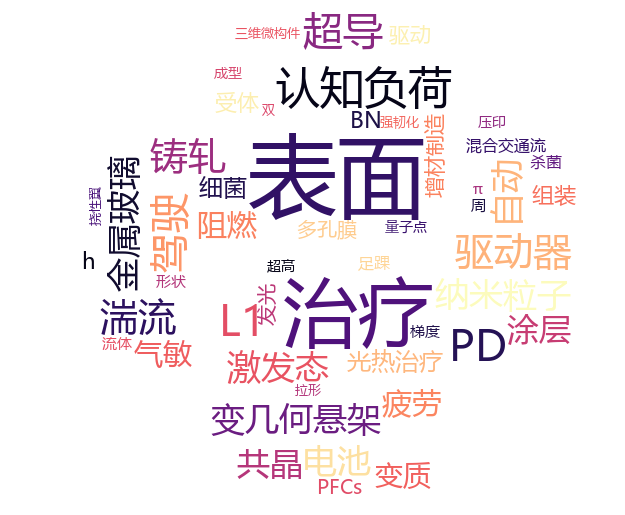 三维微构件
超导
驱动
成型
认知负荷
受体
双
BN
强韧化
增材制造
压印
混合交通流
杀菌
铸轧
表面
金属玻璃
细菌
π
周
自动
组装
挠性翼
驾驶
阻燃
多孔膜
量子点
驱动器
h
超高
足踝
形状
治疗
纳米粒子
湍流
L1
发光
梯度
PD
涂层
流体
气敏
激发态
光热治疗
拉形
疲劳
变几何悬架
共晶
电池
变质
PFCs